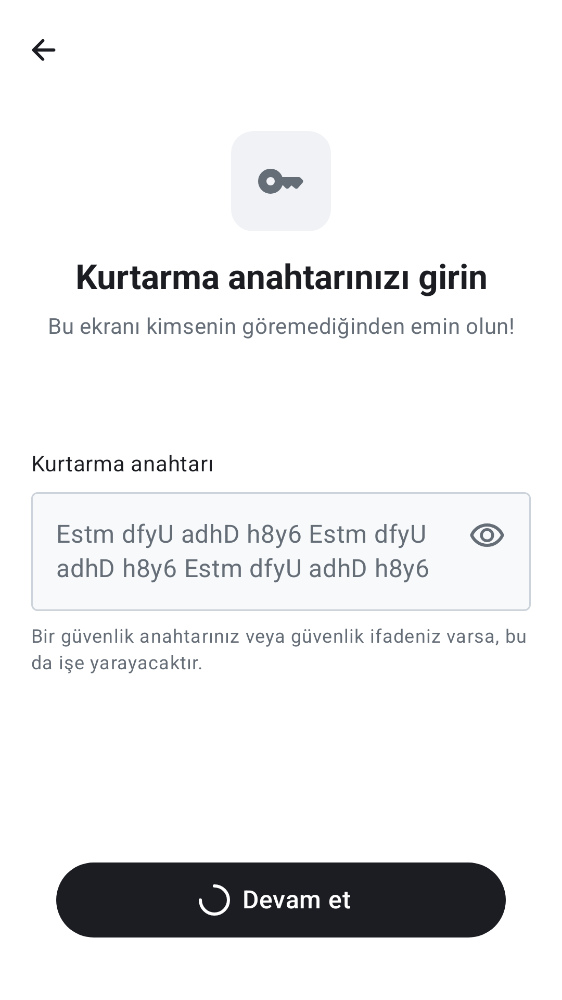 Kurtarma anahtarınızı girin
Bu ekranı kimsenin göremediğinden emin olun!
Kurtarma anahtarı
Estm dfyU adhD h8y6 Estm dfyU
adhD h8y6 Estm dfyU adhD h8y6
Bir güvenlik anahtarınız veya güvenlik ifadeniz varsa, bu
da işe yarayacaktır.
Devam et